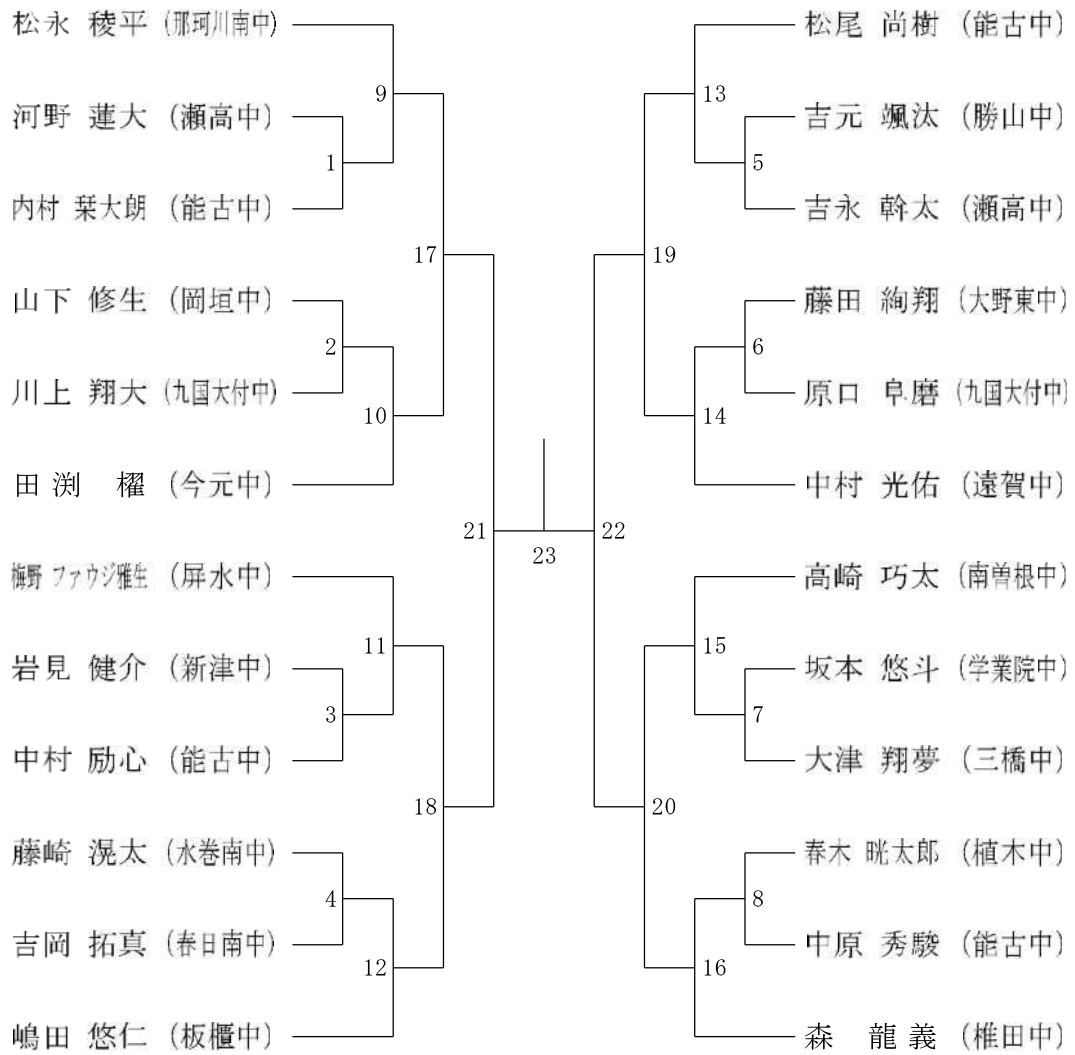 松永 稜平 (那珂川南中)
河野 蓮大 (瀬高中)
内村 栞大朗 (能古中)
山下 修生 (岡垣中)
川上 翔大 (九国大付中)
田渕 櫂 (今元中)
梅野 ファウジ雅生 (屏水中)
岩見 健介 (新津中)
中村 励心 (能古中)
藤崎 滉太 (水巻南中)
吉岡 拓真 (春日南中)
嶋田 悠仁 (板櫃中)
1
2
3
4
9
10
11
12
17
18
21
23
22
19
20
13
14
15
16
5
6
7
8
松尾 尚樹 (能古中)
吉元 颯汰 (勝山中)
吉永 幹太 (瀬高中)
藤田 絢翔 (大野東中)
原口 阜磨 (九国大付中)
中村 光佑 (遠賀中)
高崎 巧太 (南曽根中)
坂本 悠斗 (学業院中)
大津 翔夢 (三橋中)
春木 晄太郎 (植木中)
中原 秀駿 (能古中)
森 龍義 (椎田中)